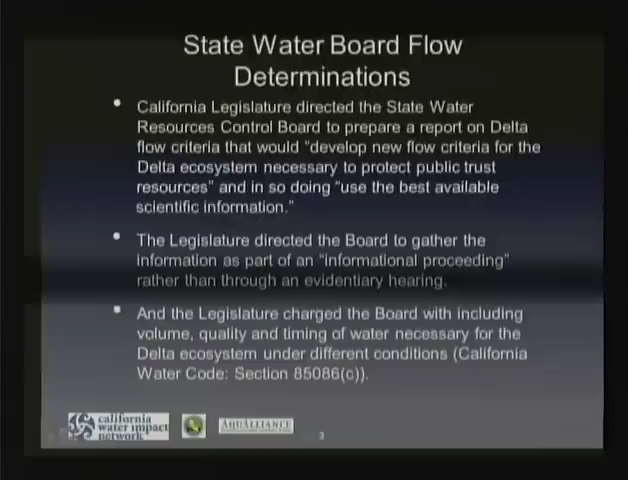 State Water Board Flow
Determinations
• California Legislature directed the State Water
Resources Control Board to prepare a report on Delta
flow criteria that would "develop new flow criteria for the
Delta ecosystem necessary to protect public trust
resources" and in so doing "use the best available
scientific information."
• The Legislature directed the Board to gather the
information as part of an "informational proceeding"
rather than through an evidentiary hearing.
• And the Legislature charged the Board with including
volume, quality and timing of water necessary for the
Delta ecosystem under different conditions (California
Water Code: Section 85086(c)).
california
water impact
network
AQUALLIANCE
3